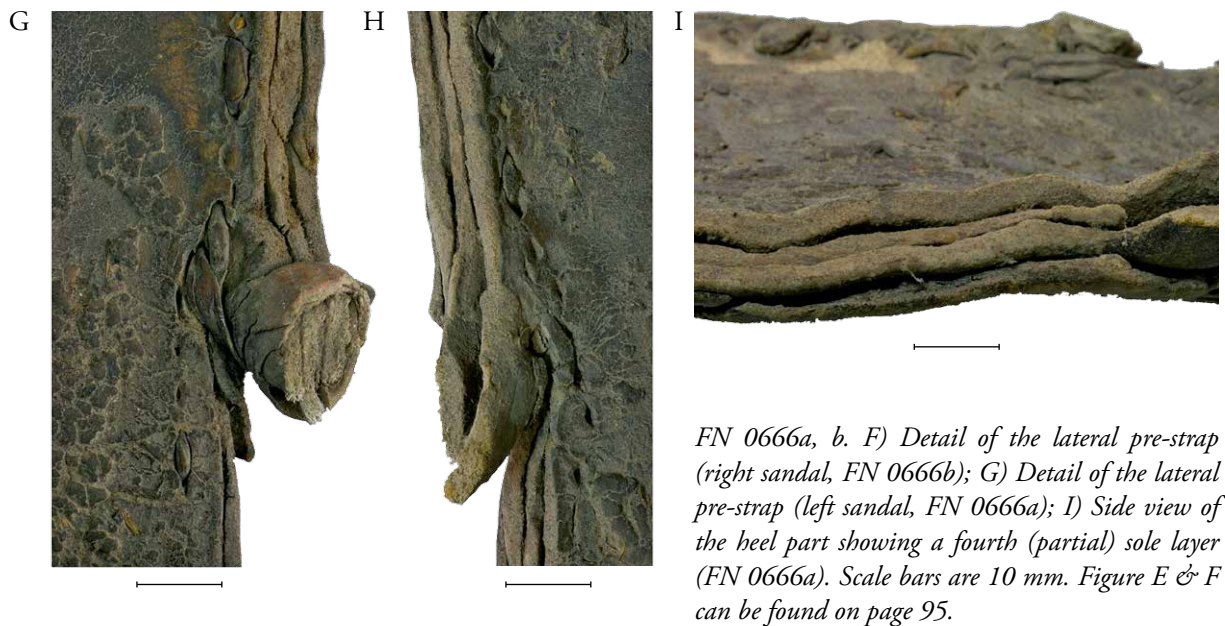 G
H
I
FN 0666a, b. F) Detail of the lateral pre-strap
(right sandal, FN 0666b); G) Detail of the lateral
pre-strap (left sandal, FN 0666a); I) Side view of
the heel part showing a fourth (partial) sole layer
(FN 0666a). Scale bars are 10 mm. Figure E & F
can be found on page 95.